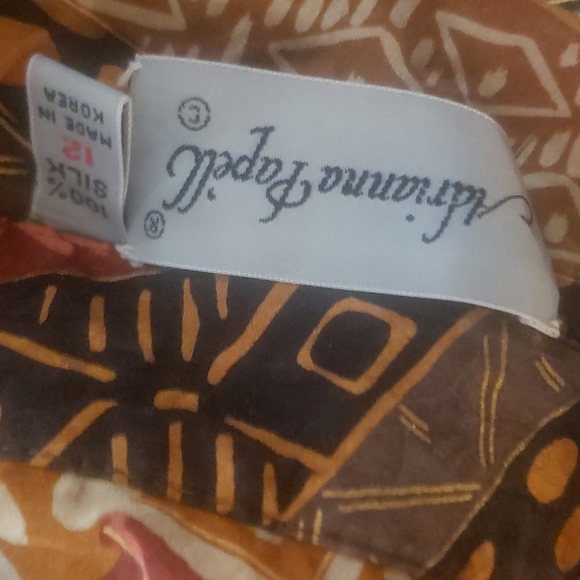 Adrianna Papell ®
©
100%
SILK
12
MADE IN
KOREA